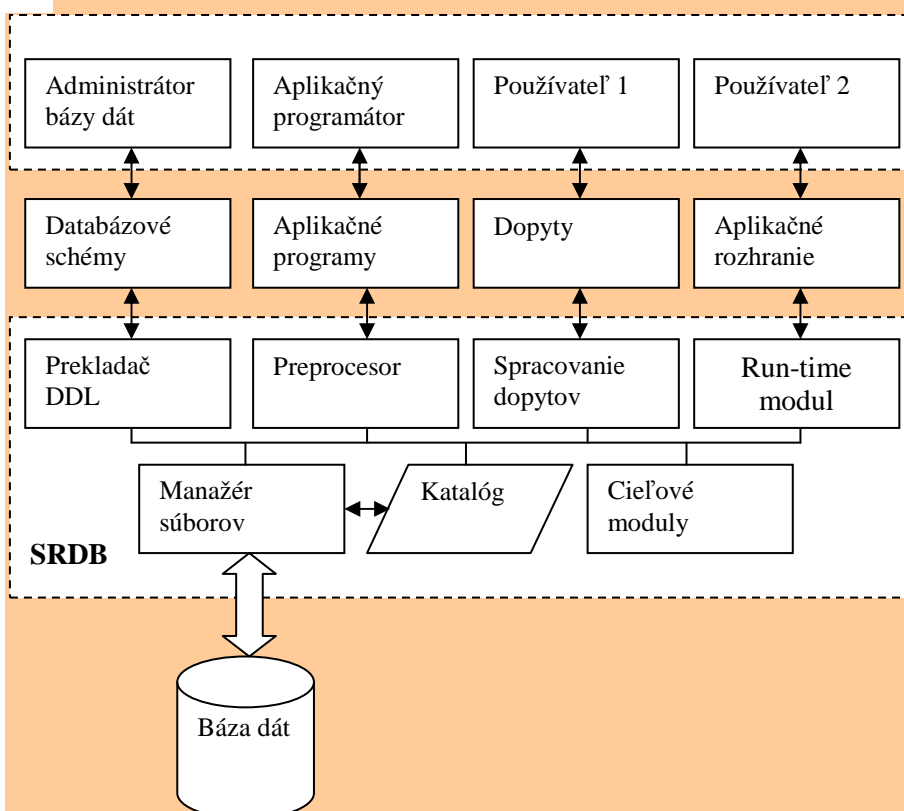 Administrátor
bázy dát
Aplikačný
programátor
Používateľ 1
Používateľ 2
Databázové
schémy
Aplikačné
programy
Dopyty
Aplikačné
rozhranie
Prekladač
DDL
Preprocesor
Spracovanie
dopytov
Run-time
modul
Manažér
súborov
Katalóg
Cieľové
moduly
SRDB
Báza dát